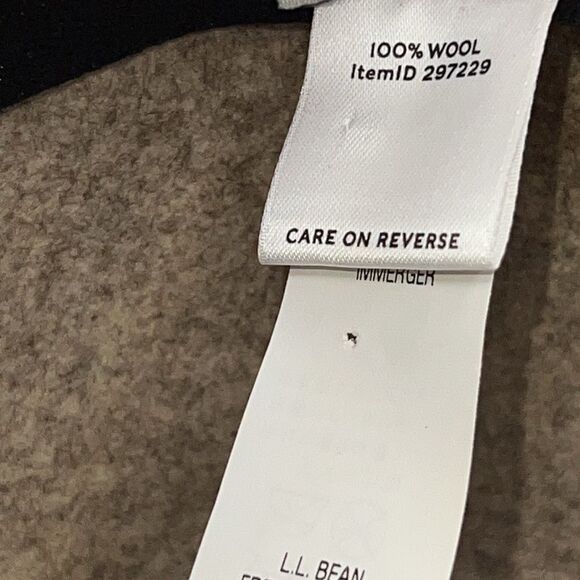 100% WOOL
ItemID 297229
CARE ON REVERSE
IMMERGER
L.L. BEAN